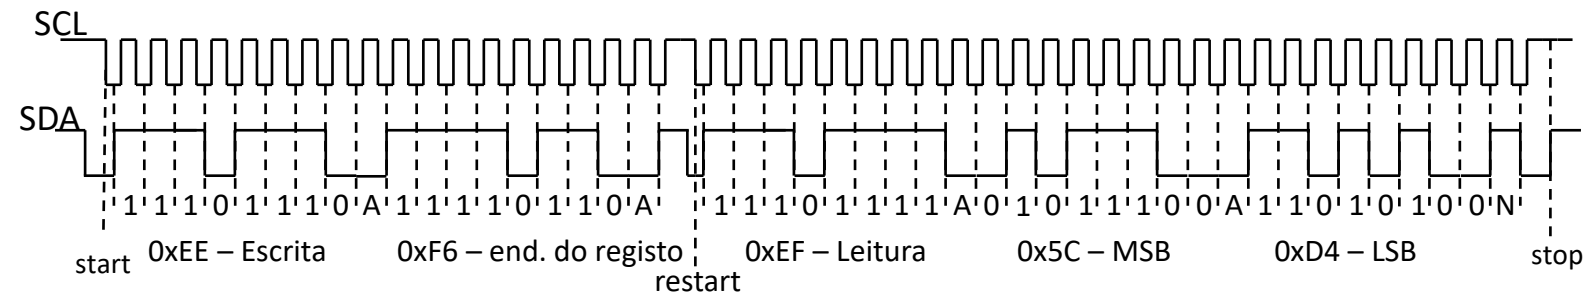 SCL
SDA
1 1 1 0 1 1 1 0 A 1 1 1 1 0 1 1 0 A 1 1 1 0 1 1 1 1 A 0 1 0 1 1 1 0 0 A 1 1 0 1 0 1 0 0 N
start 0xEE – Escrita 0xF6 – end. do registo restart 0xEF – Leitura 0x5C – MSB 0xD4 – LSB stop